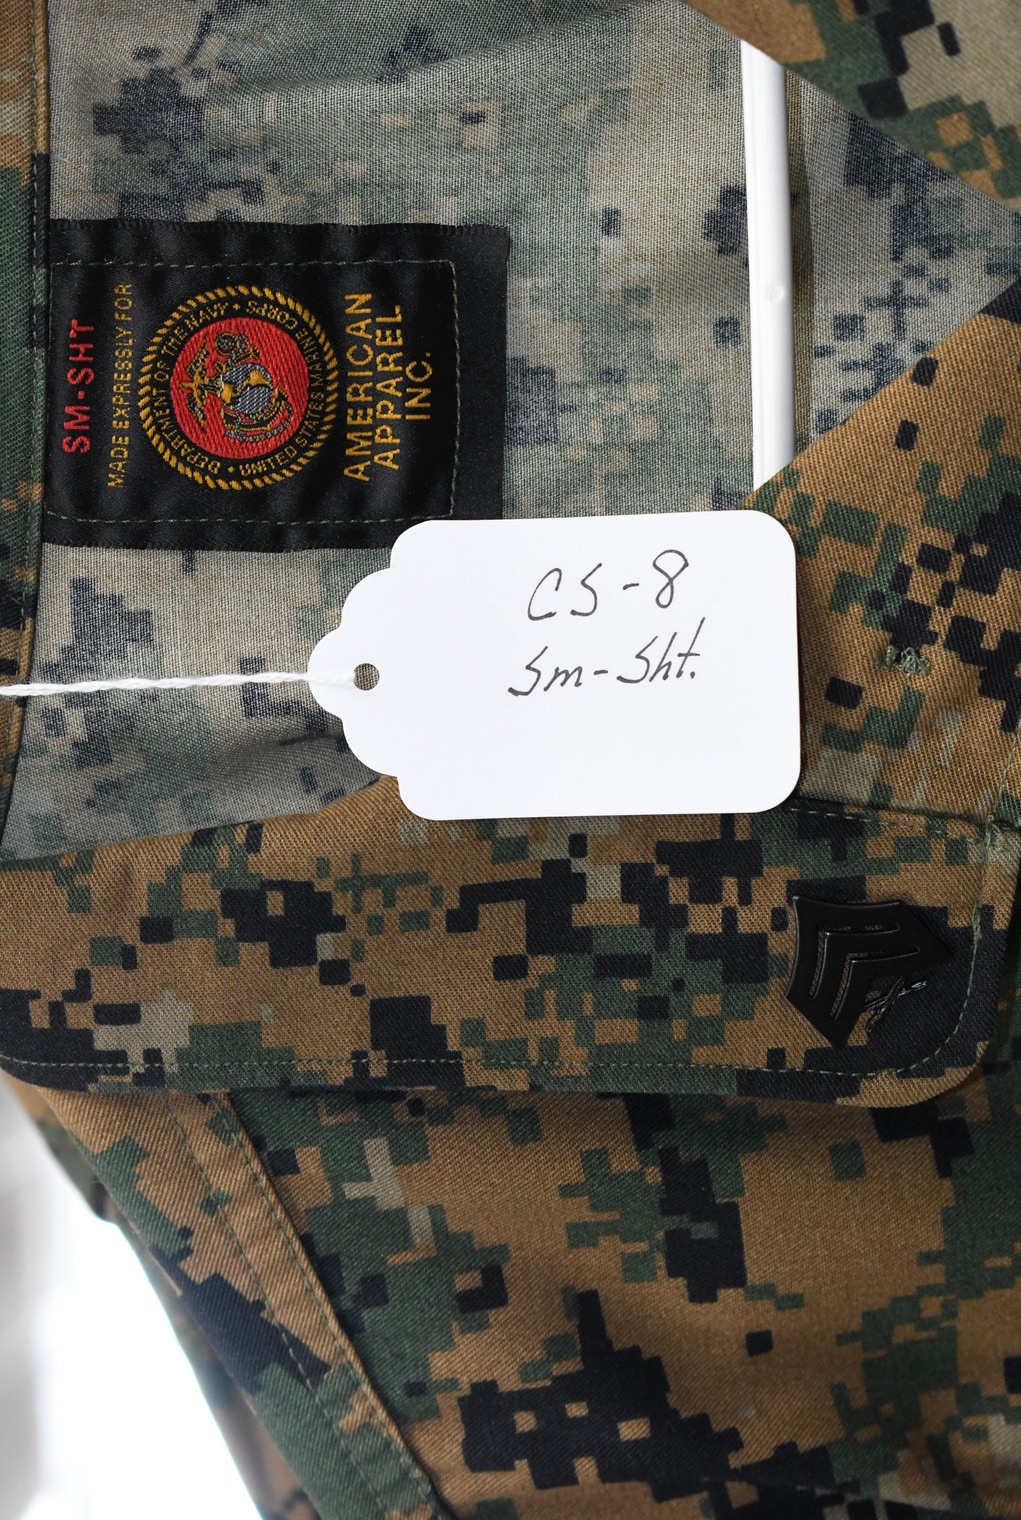 SM-SHT
MADE EXPRESSLY FOR
DEPARTMENT OF THE NAVY • UNITED STATES MARINE CORPS •
AMERICAN
APPAREL
INC.
CS-8
Sm-Sht.